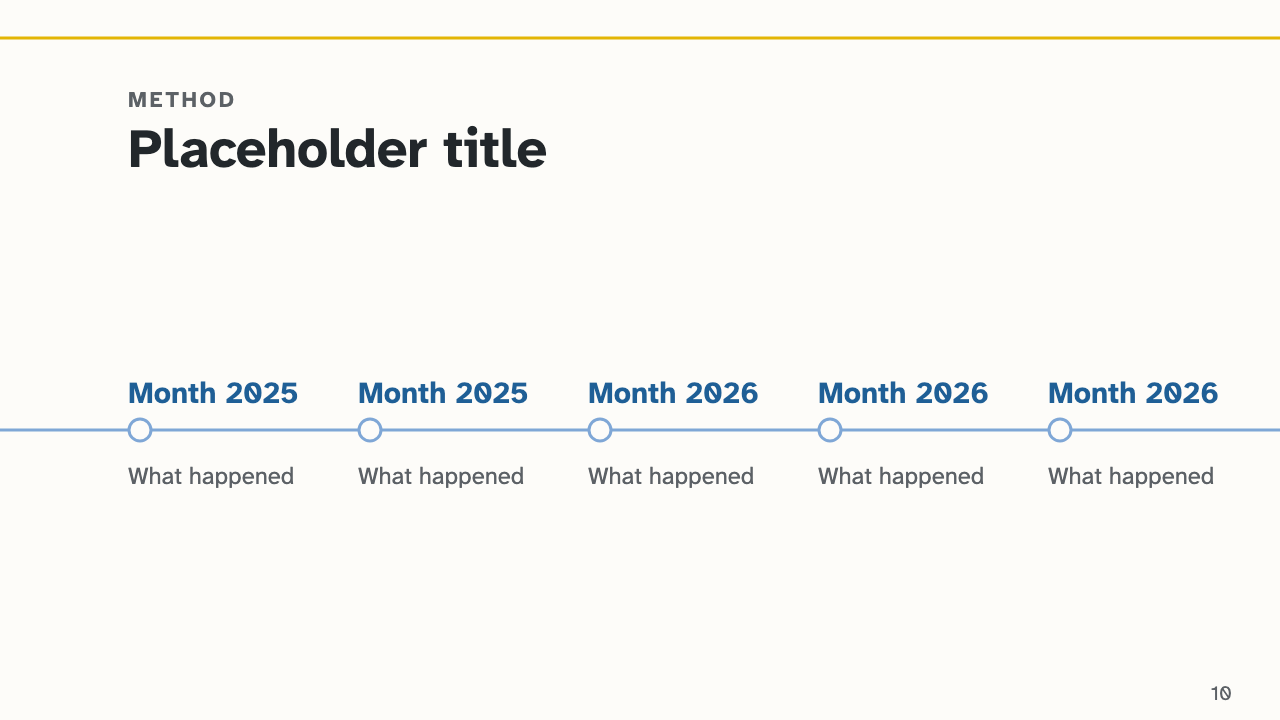 METHOD
Placeholder title
Month 2025 Month 2025 Month 2026 Month 2026 Month 2026
What happened What happened What happened What happened What happened
10